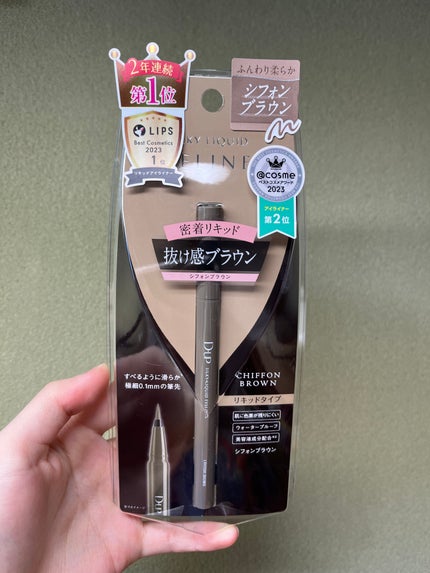 2年連続
第1位
LIPS
Best Cosmetics
2023
1位
リキッドアイライナー
ふんわり柔らか
シフォン
ブラウン
KY LIQUID
ELINE
@cosme
ベストコスメアワード
2023
アイライナー
第2位
密着リキッド
抜け感ブラウン
シフォンブラウン
D-UP
SILKY LIQUID EYELINER
CHIFFON
BROWN
すべるように滑らか
極細0.1mmの筆先
リキッドタイプ
肌に色素が残りにくい
ウォータープルーフ
美容液成分配合
シフォンブラウン